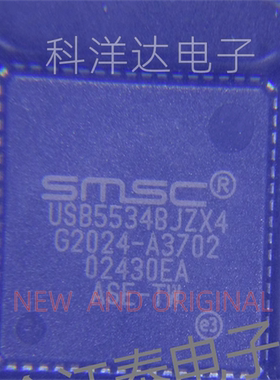 科洋达电子
smsc®
USB5534BJZX4
G2024-A3702
02430EA
ASE-TW
NEW AND ORIGINAL
e3